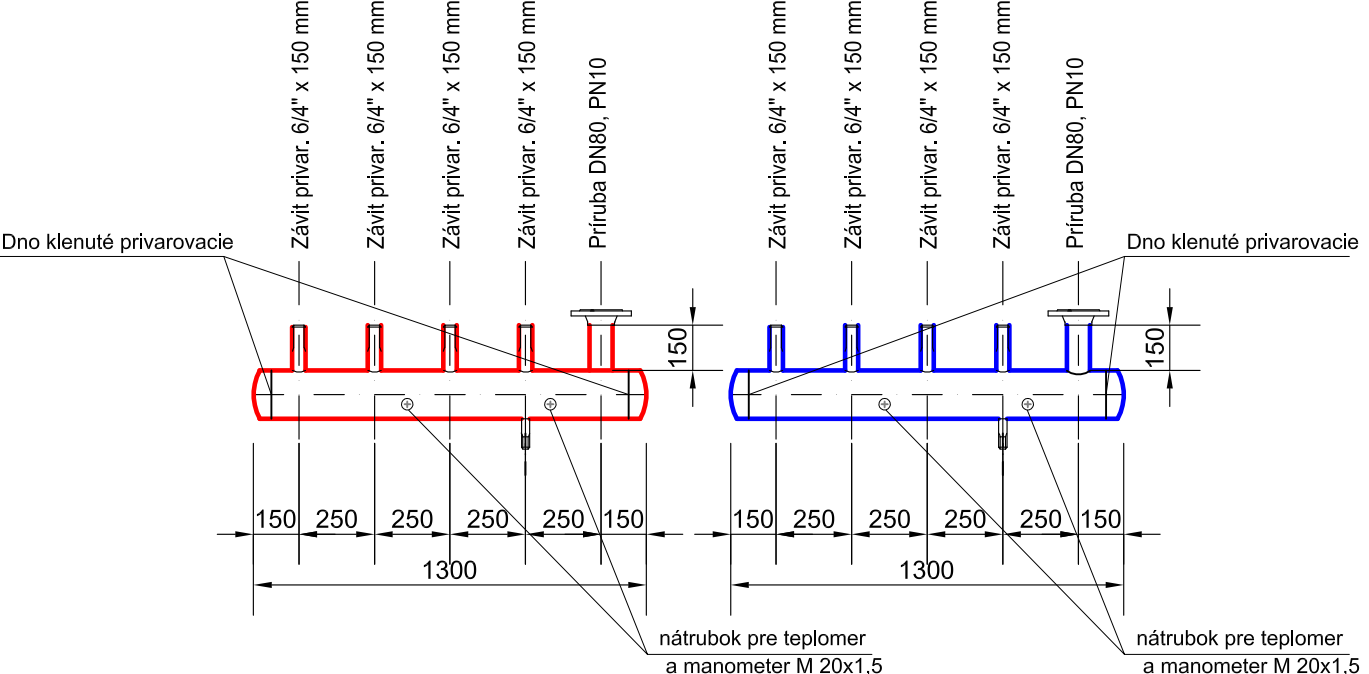 Závit privar. 6/4" x 150 mm
Závit privar. 6/4" x 150 mm
Závit privar. 6/4" x 150 mm
Závit privar. 6/4" x 150 mm
Príruba DN80, PN10
Závit privar. 6/4" x 150 mm
Závit privar. 6/4" x 150 mm
Závit privar. 6/4" x 150 mm
Závit privar. 6/4" x 150 mm
Príruba DN80, PN10
Dno klenuté privarovacie
Dno klenuté privarovacie
150
150
150 250 250 250 250 150
150 250 250 250 250 150
1300
1300
nátrubok pre teplomer
a manometer M 20x1,5
nátrubok pre teplomer
a manometer M 20x1,5